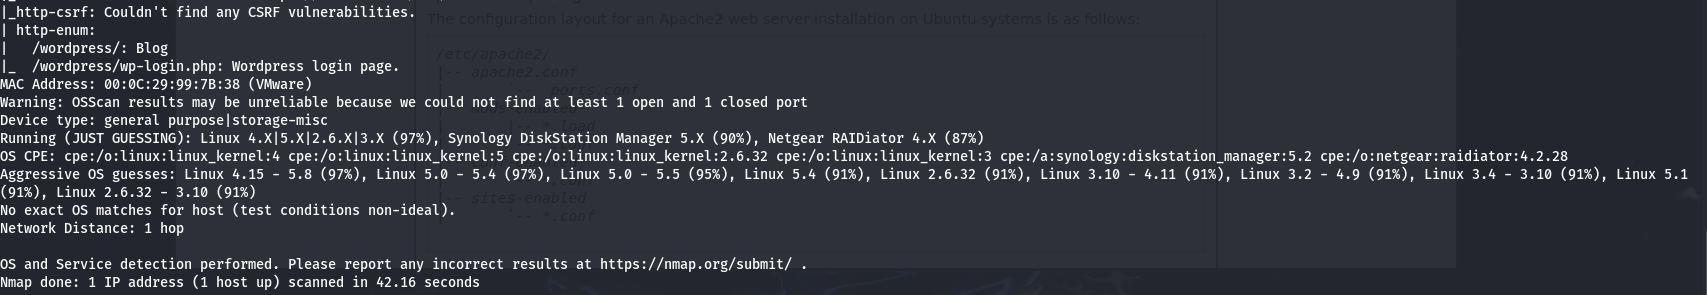 |_http-csrf: Couldn't find any CSRF vulnerabilities.
The configuration layout for an Apache2 web server installation on Ubuntu systems is as follows:
| http-enum:
|   /wordpress/: Blog
/etc/apache2/
|_  /wordpress/wp-login.php: Wordpress login page.
|-- apache2.conf
MAC Address: 00:0C:29:99:7B:38 (VMware)
`-- ports.conf
Warning: OSScan results may be unreliable because we could not find at least 1 open and 1 closed port
Device type: general purpose|storage-misc
|-- *.load
Running (JUST GUESSING): Linux 4.X|5.X|2.6.X|3.X (97%), Synology DiskStation Manager 5.X (90%), Netgear RAIDiator 4.X (87%)
OS CPE: cpe:/o:linux:linux_kernel:4 cpe:/o:linux:linux_kernel:5 cpe:/o:linux:linux_kernel:2.6.32 cpe:/o:linux:linux_kernel:3 cpe:/a:synology:diskstation_manager:5.2 cpe:/o:netgear:raidiator:4.2.28
Aggressive OS guesses: Linux 4.15 - 5.8 (97%), Linux 5.0 - 5.4 (97%), Linux 5.0 - 5.5 (95%), Linux 5.4 (91%), Linux 2.6.32 (91%), Linux 3.10 - 4.11 (91%), Linux 3.2 - 4.9 (91%), Linux 3.4 - 3.10 (91%), Linux 5.1
(91%), Linux 2.6.32 - 3.10 (91%)
|-- sites-enabled
No exact OS matches for host (test conditions non-ideal).
`-- *.conf
Network Distance: 1 hop
OS and Service detection performed. Please report any incorrect results at https://nmap.org/submit/ .
Nmap done: 1 IP address (1 host up) scanned in 42.16 seconds